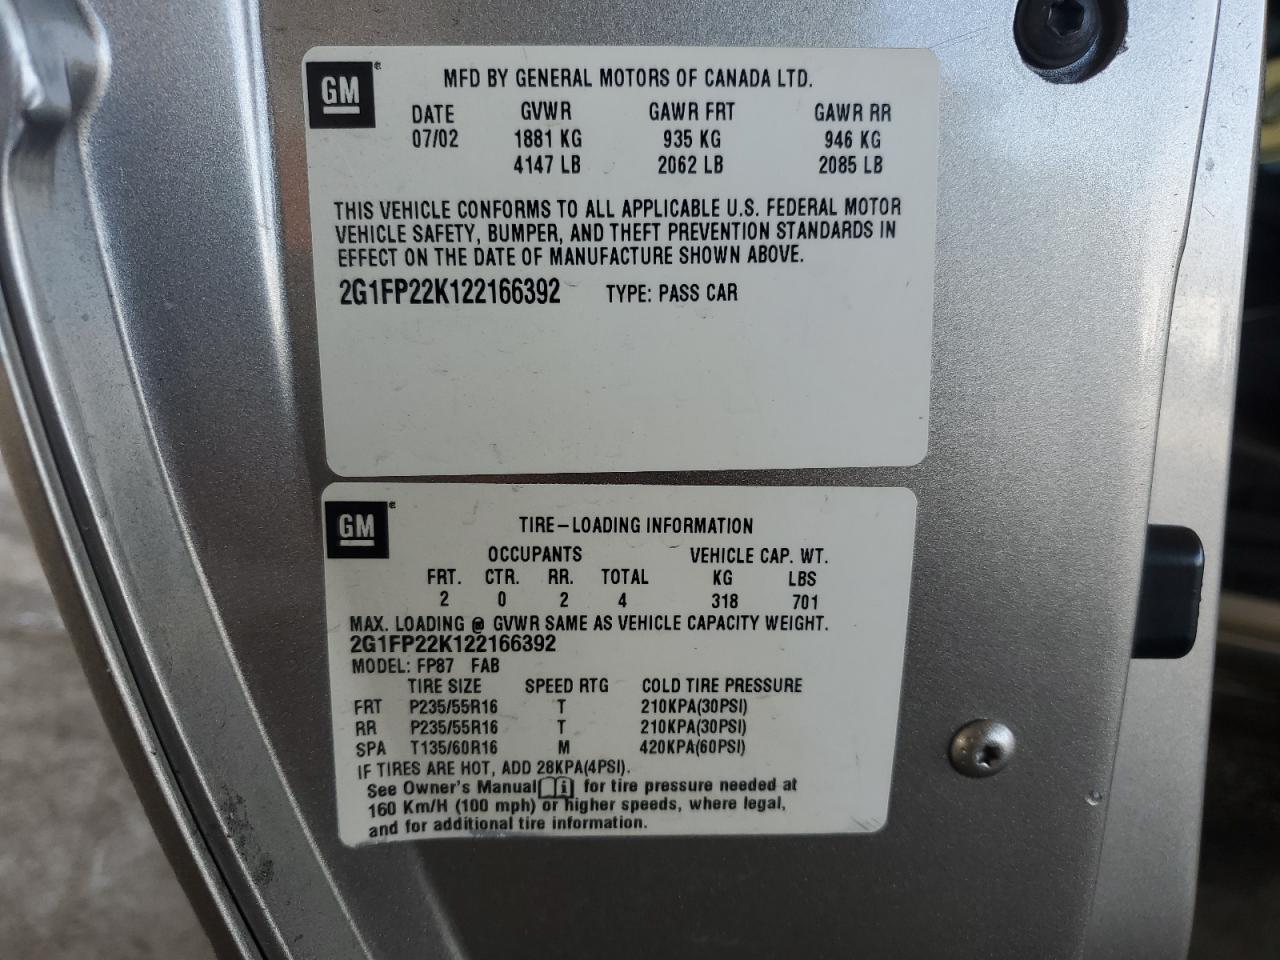 GM® MFD BY GENERAL MOTORS OF CANADA LTD.
DATE GVWR GAWR FRT GAWR RR
07/02 1881 KG 935 KG 946 KG
4147 LB 2062 LB 2085 LB
THIS VEHICLE CONFORMS TO ALL APPLICABLE U.S. FEDERAL MOTOR
VEHICLE SAFETY, BUMPER, AND THEFT PREVENTION STANDARDS IN
EFFECT ON THE DATE OF MANUFACTURE SHOWN ABOVE.
2G1FP22K122166392 TYPE: PASS CAR
GM® TIRE-LOADING INFORMATION
OCCUPANTS VEHICLE CAP. WT.
FRT. CTR. RR. TOTAL KG LBS
2 0 2 4 318 701
MAX. LOADING @ GVWR SAME AS VEHICLE CAPACITY WEIGHT.
2G1FP22K122166392
MODEL: FP87 FAB
TIRE SIZE SPEED RTG COLD TIRE PRESSURE
FRT P235/55R16 T 210KPA(30PSI)
RR P235/55R16 T 210KPA(30PSI)
SPA T135/60R16 M 420KPA(60PSI)
IF TIRES ARE HOT, ADD 28KPA(4PSI).
See Owner's Manual i for tire pressure needed at
160 Km/H (100 mph) or higher speeds, where legal,
and for additional tire information.